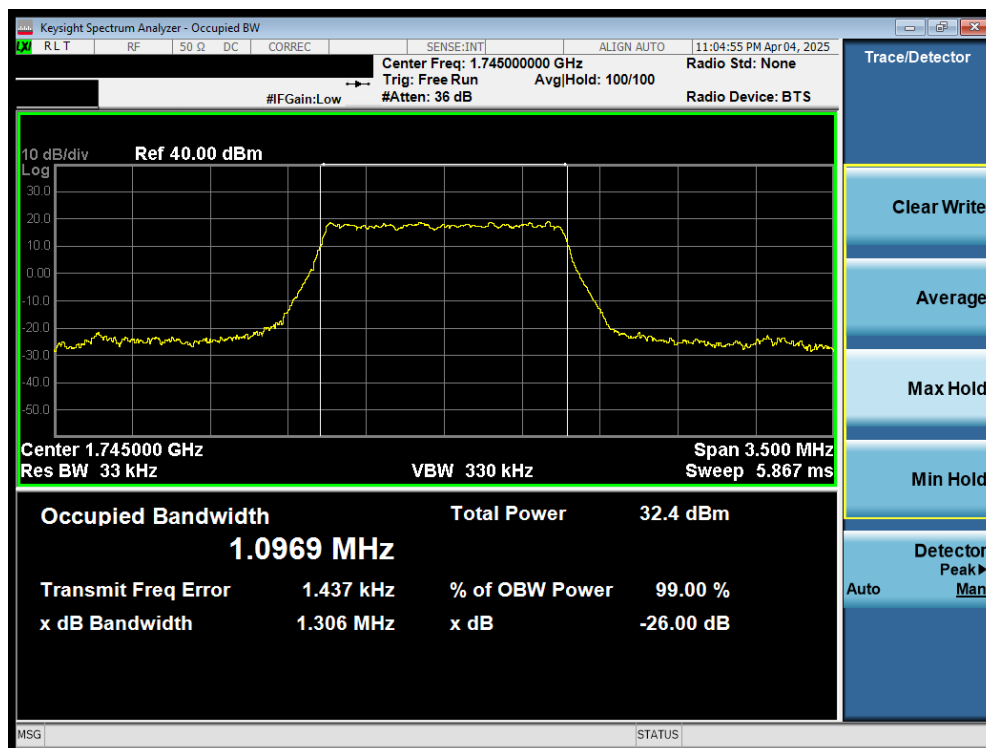 Keysight Spectrum Analyzer - Occupied BW
LXI RLT RF 50 Ω DC CORREC SENSE:INT ALIGN AUTO 11:04:55 PM Apr 04, 2025
Center Freq: 1.745000000 GHz Radio Std: None
Trig: Free Run Avg|Hold: 100/100
#IFGain:Low #Atten: 36 dB Radio Device: BTS
10 dB/div Ref 40.00 dBm
Log
30.0
20.0
10.0
0.00
-10.0
-20.0
-30.0
-40.0
-50.0
Center 1.745000 GHz Span 3.500 MHz
Res BW 33 kHz VBW 330 kHz Sweep 5.867 ms
Occupied Bandwidth Total Power 32.4 dBm
1.0969 MHz
Transmit Freq Error 1.437 kHz % of OBW Power 99.00 %
x dB Bandwidth 1.306 MHz x dB -26.00 dB
MSG STATUS
Trace/Detector
Clear Write
Average
Max Hold
Min Hold
Detector
Peak▶
Auto Man